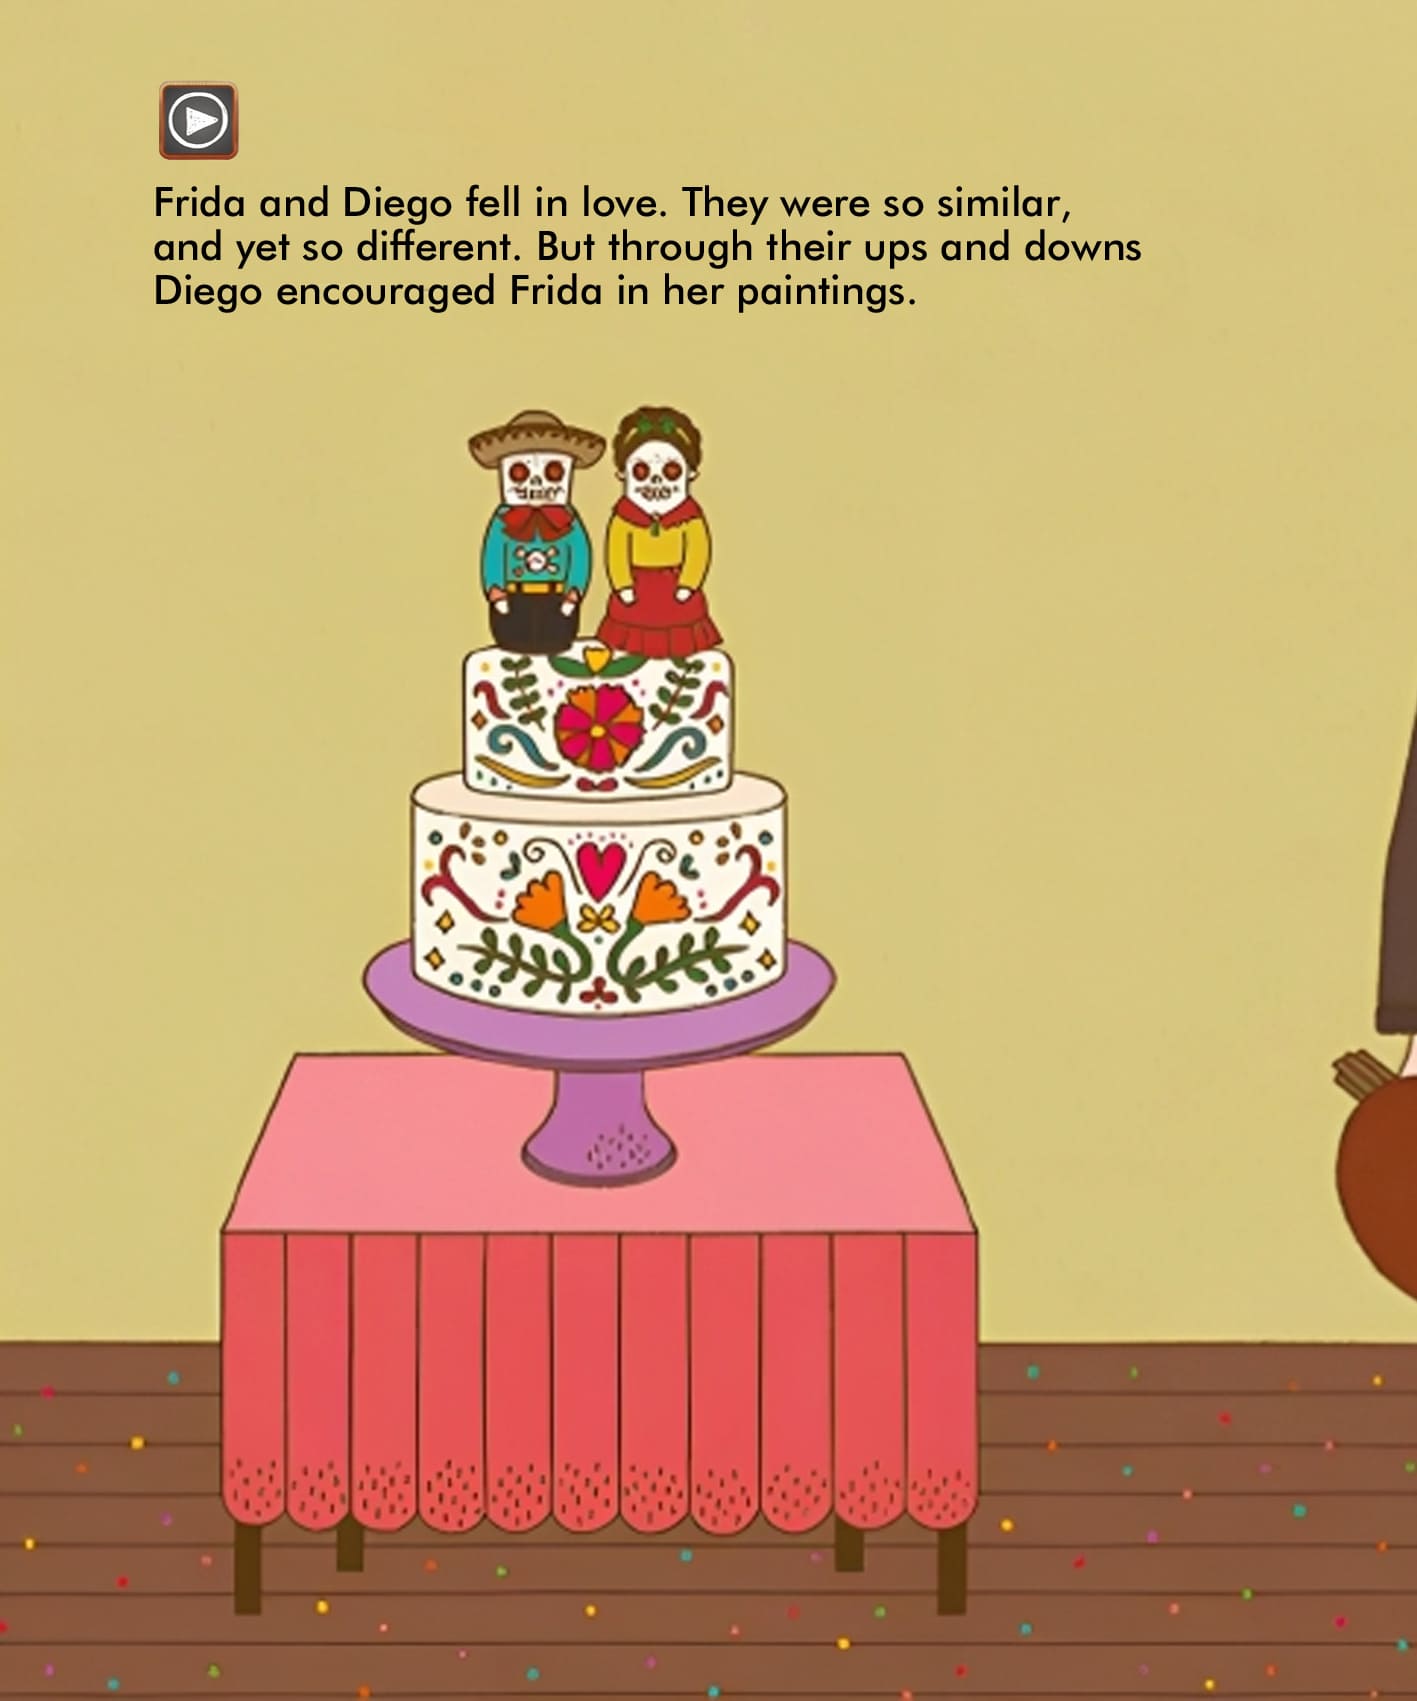 Frida and Diego fell in love. They were so similar,
and yet so different. But through their ups and downs
Diego encouraged Frida in her paintings.